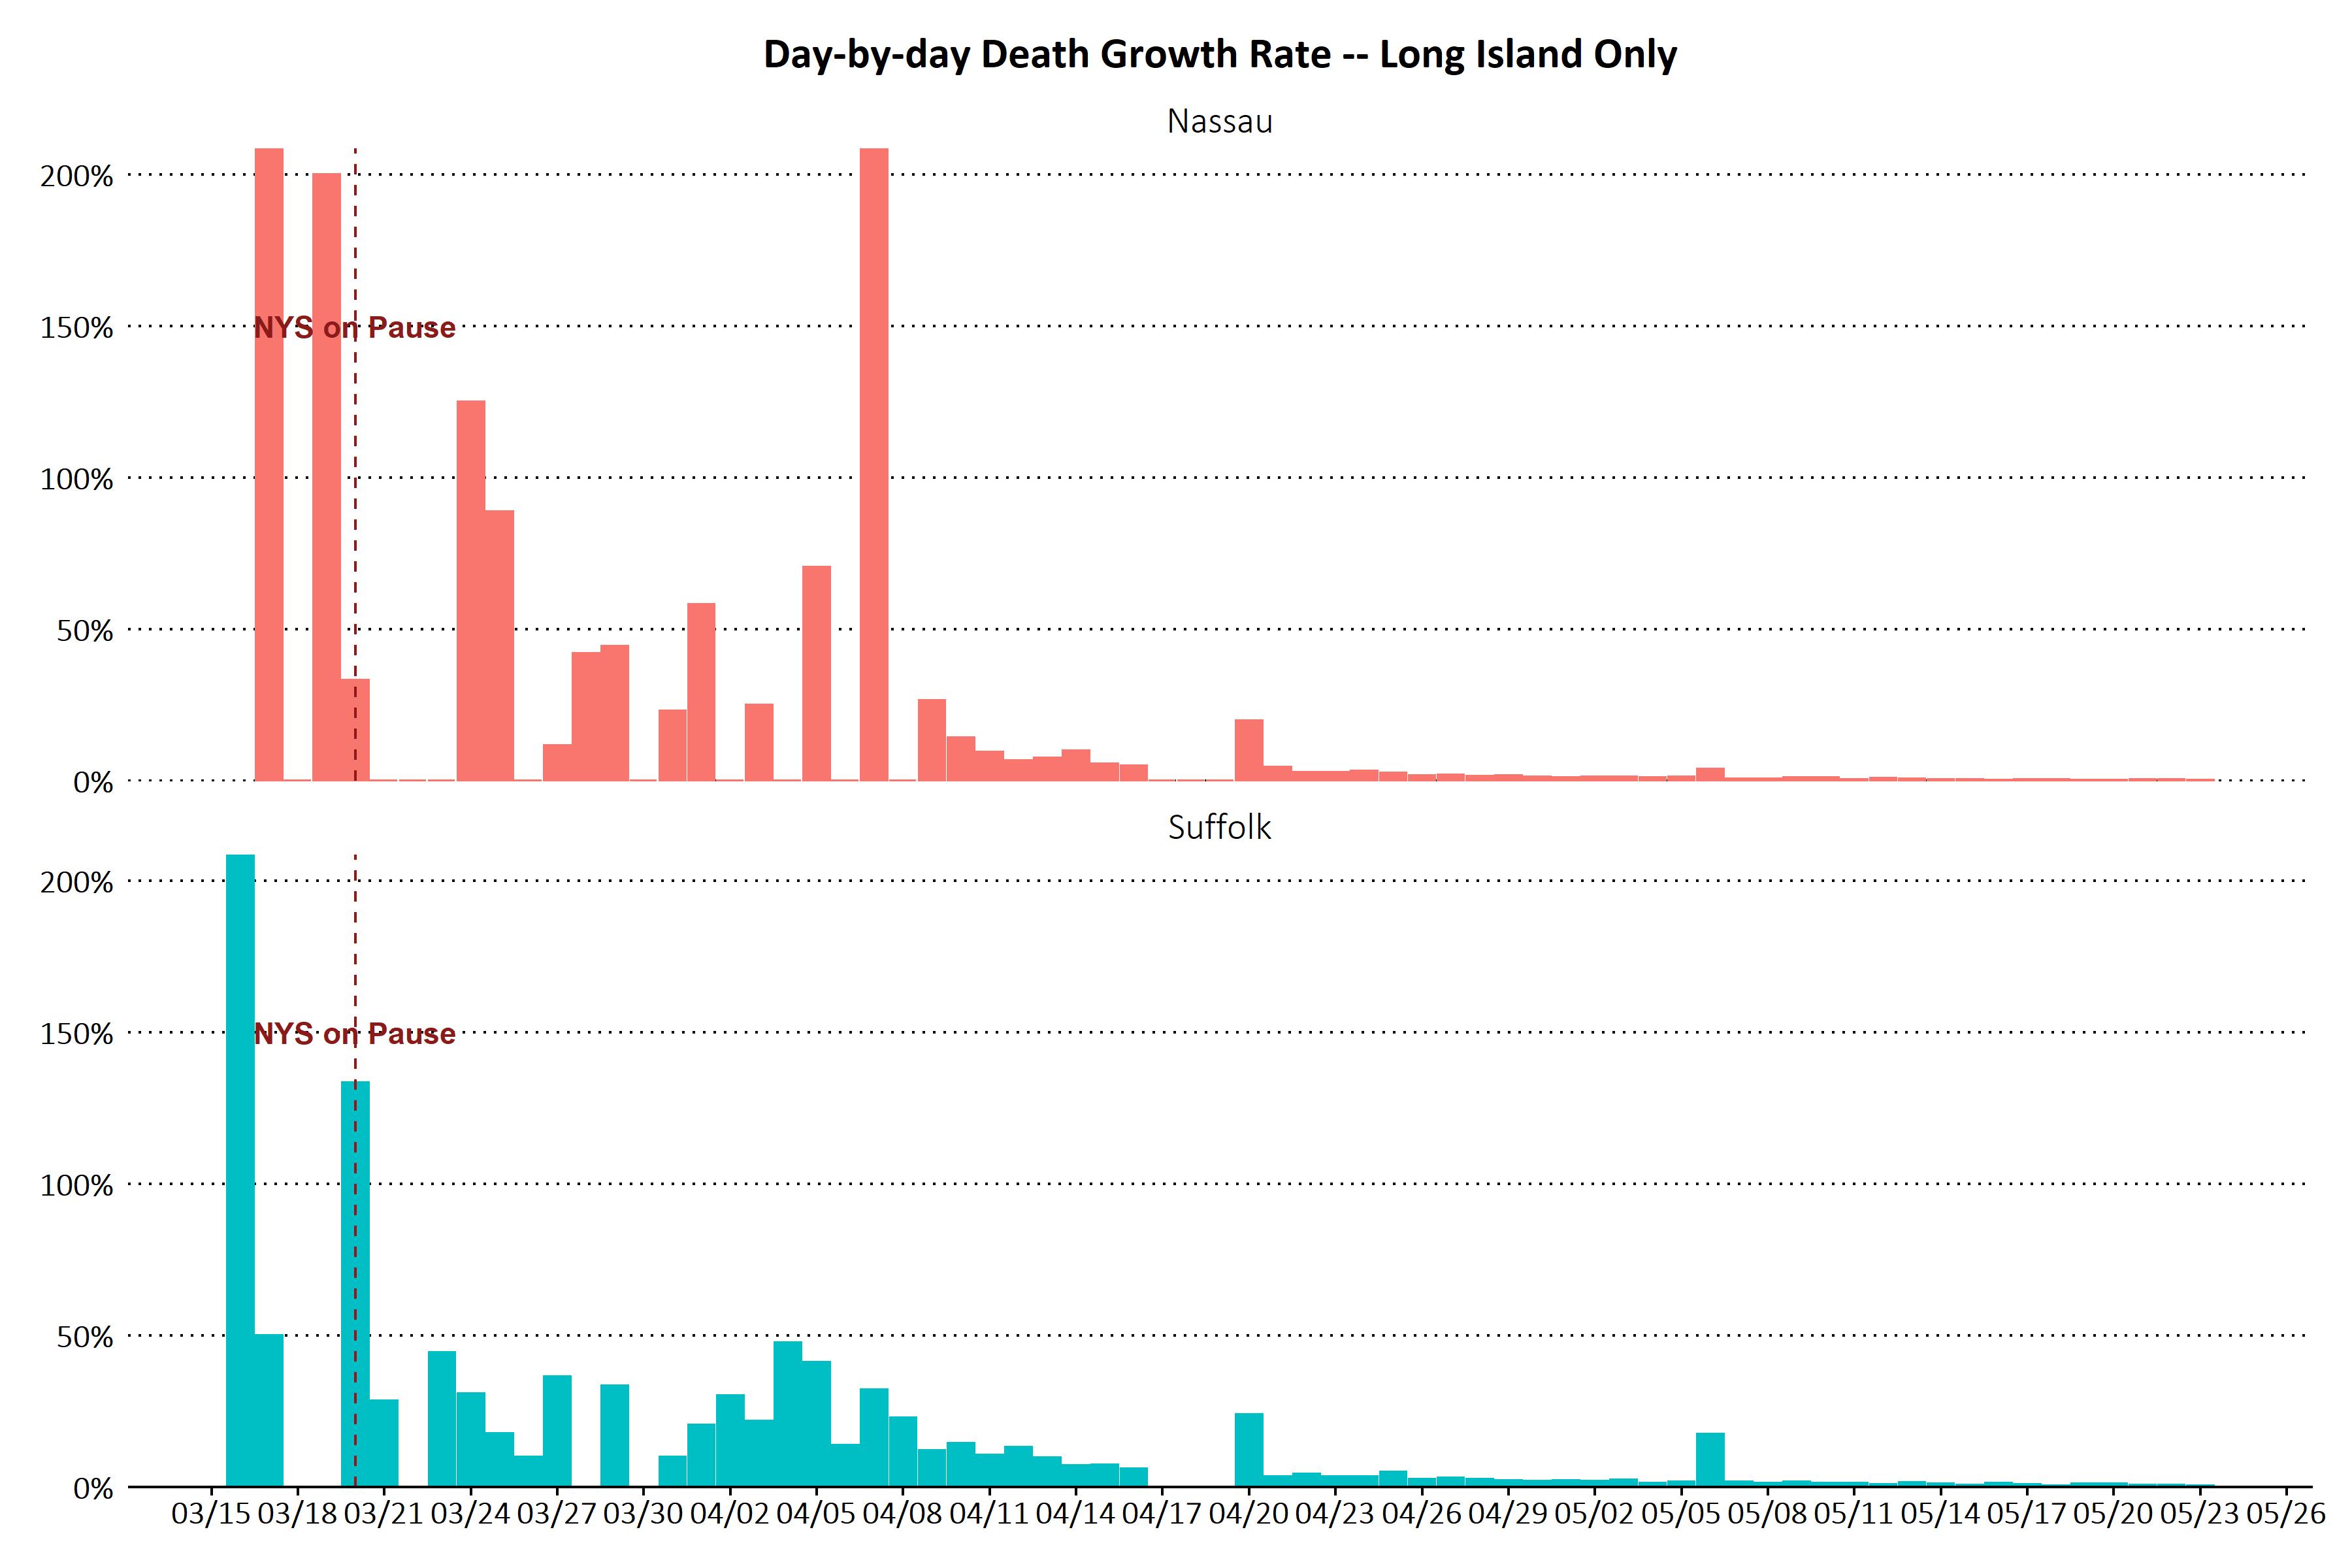 Day-by-day Death Growth Rate -- Long Island Only
Nassau
200%
150%
100%
50%
0%
NYS on Pause
Suffolk
200%
150%
100%
50%
0%
NYS on Pause
03/15 03/18 03/21 03/24 03/27 03/30 04/02 04/05 04/08 04/11 04/14 04/17 04/20 04/23 04/26 04/29 05/02 05/05 05/08 05/11 05/14 05/17 05/20 05/23 05/26